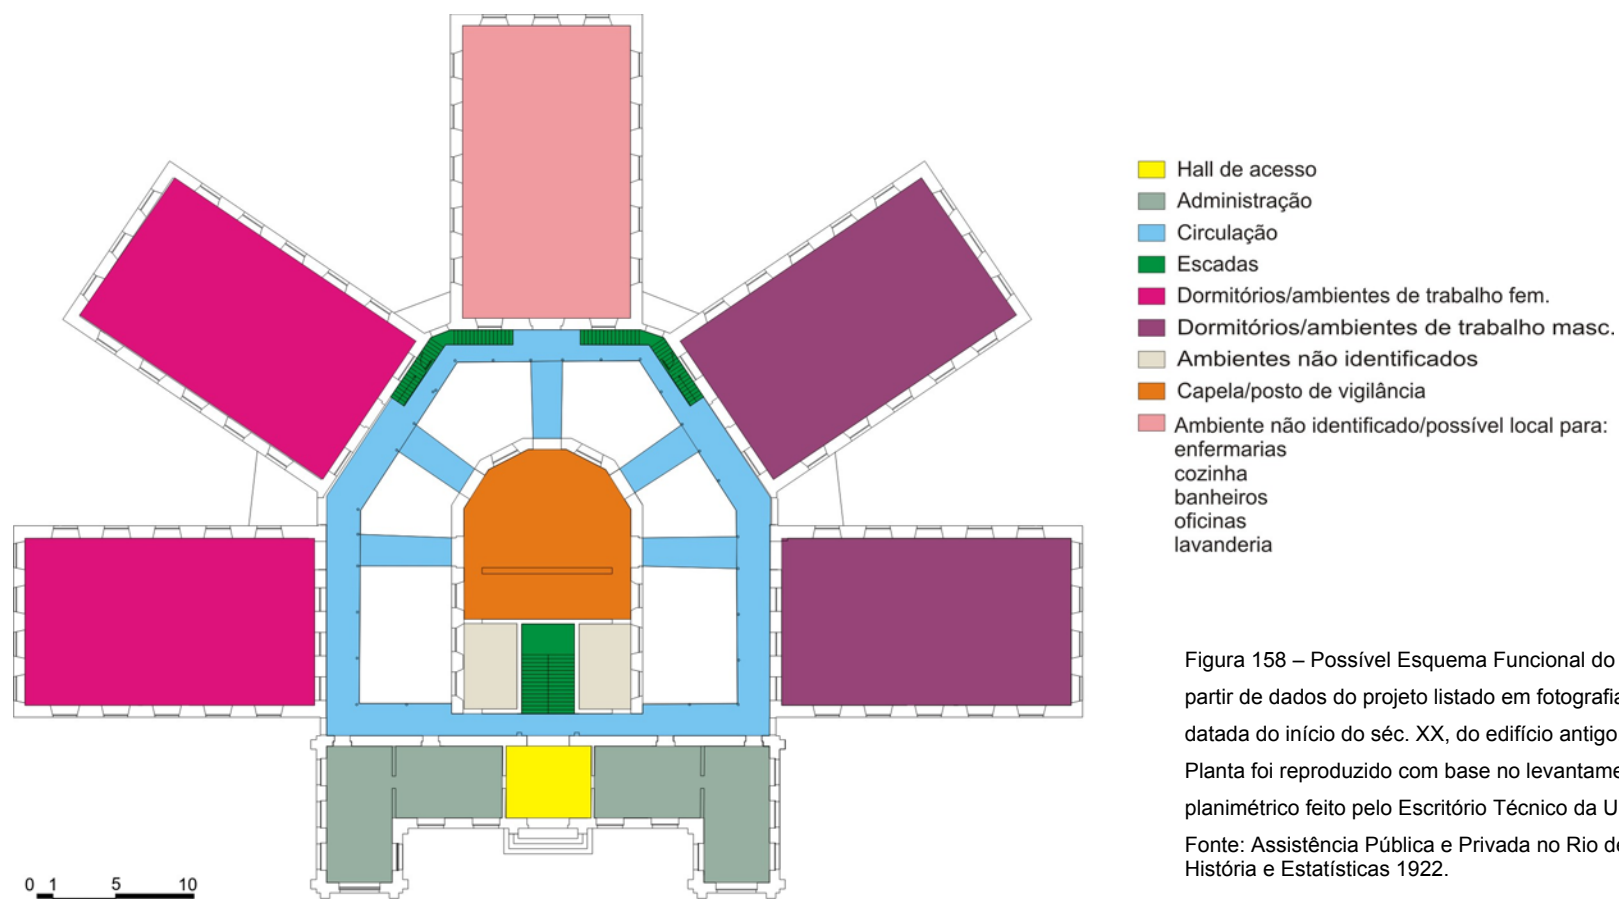 Hall de acesso
Administração
Circulação
Escadas
Dormitórios/ambientes de trabalho fem.
Dormitórios/ambientes de trabalho masc.
Ambientes não identificados
Capela/posto de vigilância
Ambiente não identificado/possível local para:
enfermarias
cozinha
banheiros
oficinas
lavanderia
Figura 158 – Possível Esquema Funcional do
partir de dados do projeto listado em fotografia
datada do início do séc. XX, do edifício antigo
Planta foi reproduzido com base no levantame
planimétrico feito pelo Escritório Técnico da U
Fonte: Assistência Pública e Privada no Rio de
História e Estatísticas 1922.
0 1 5 10